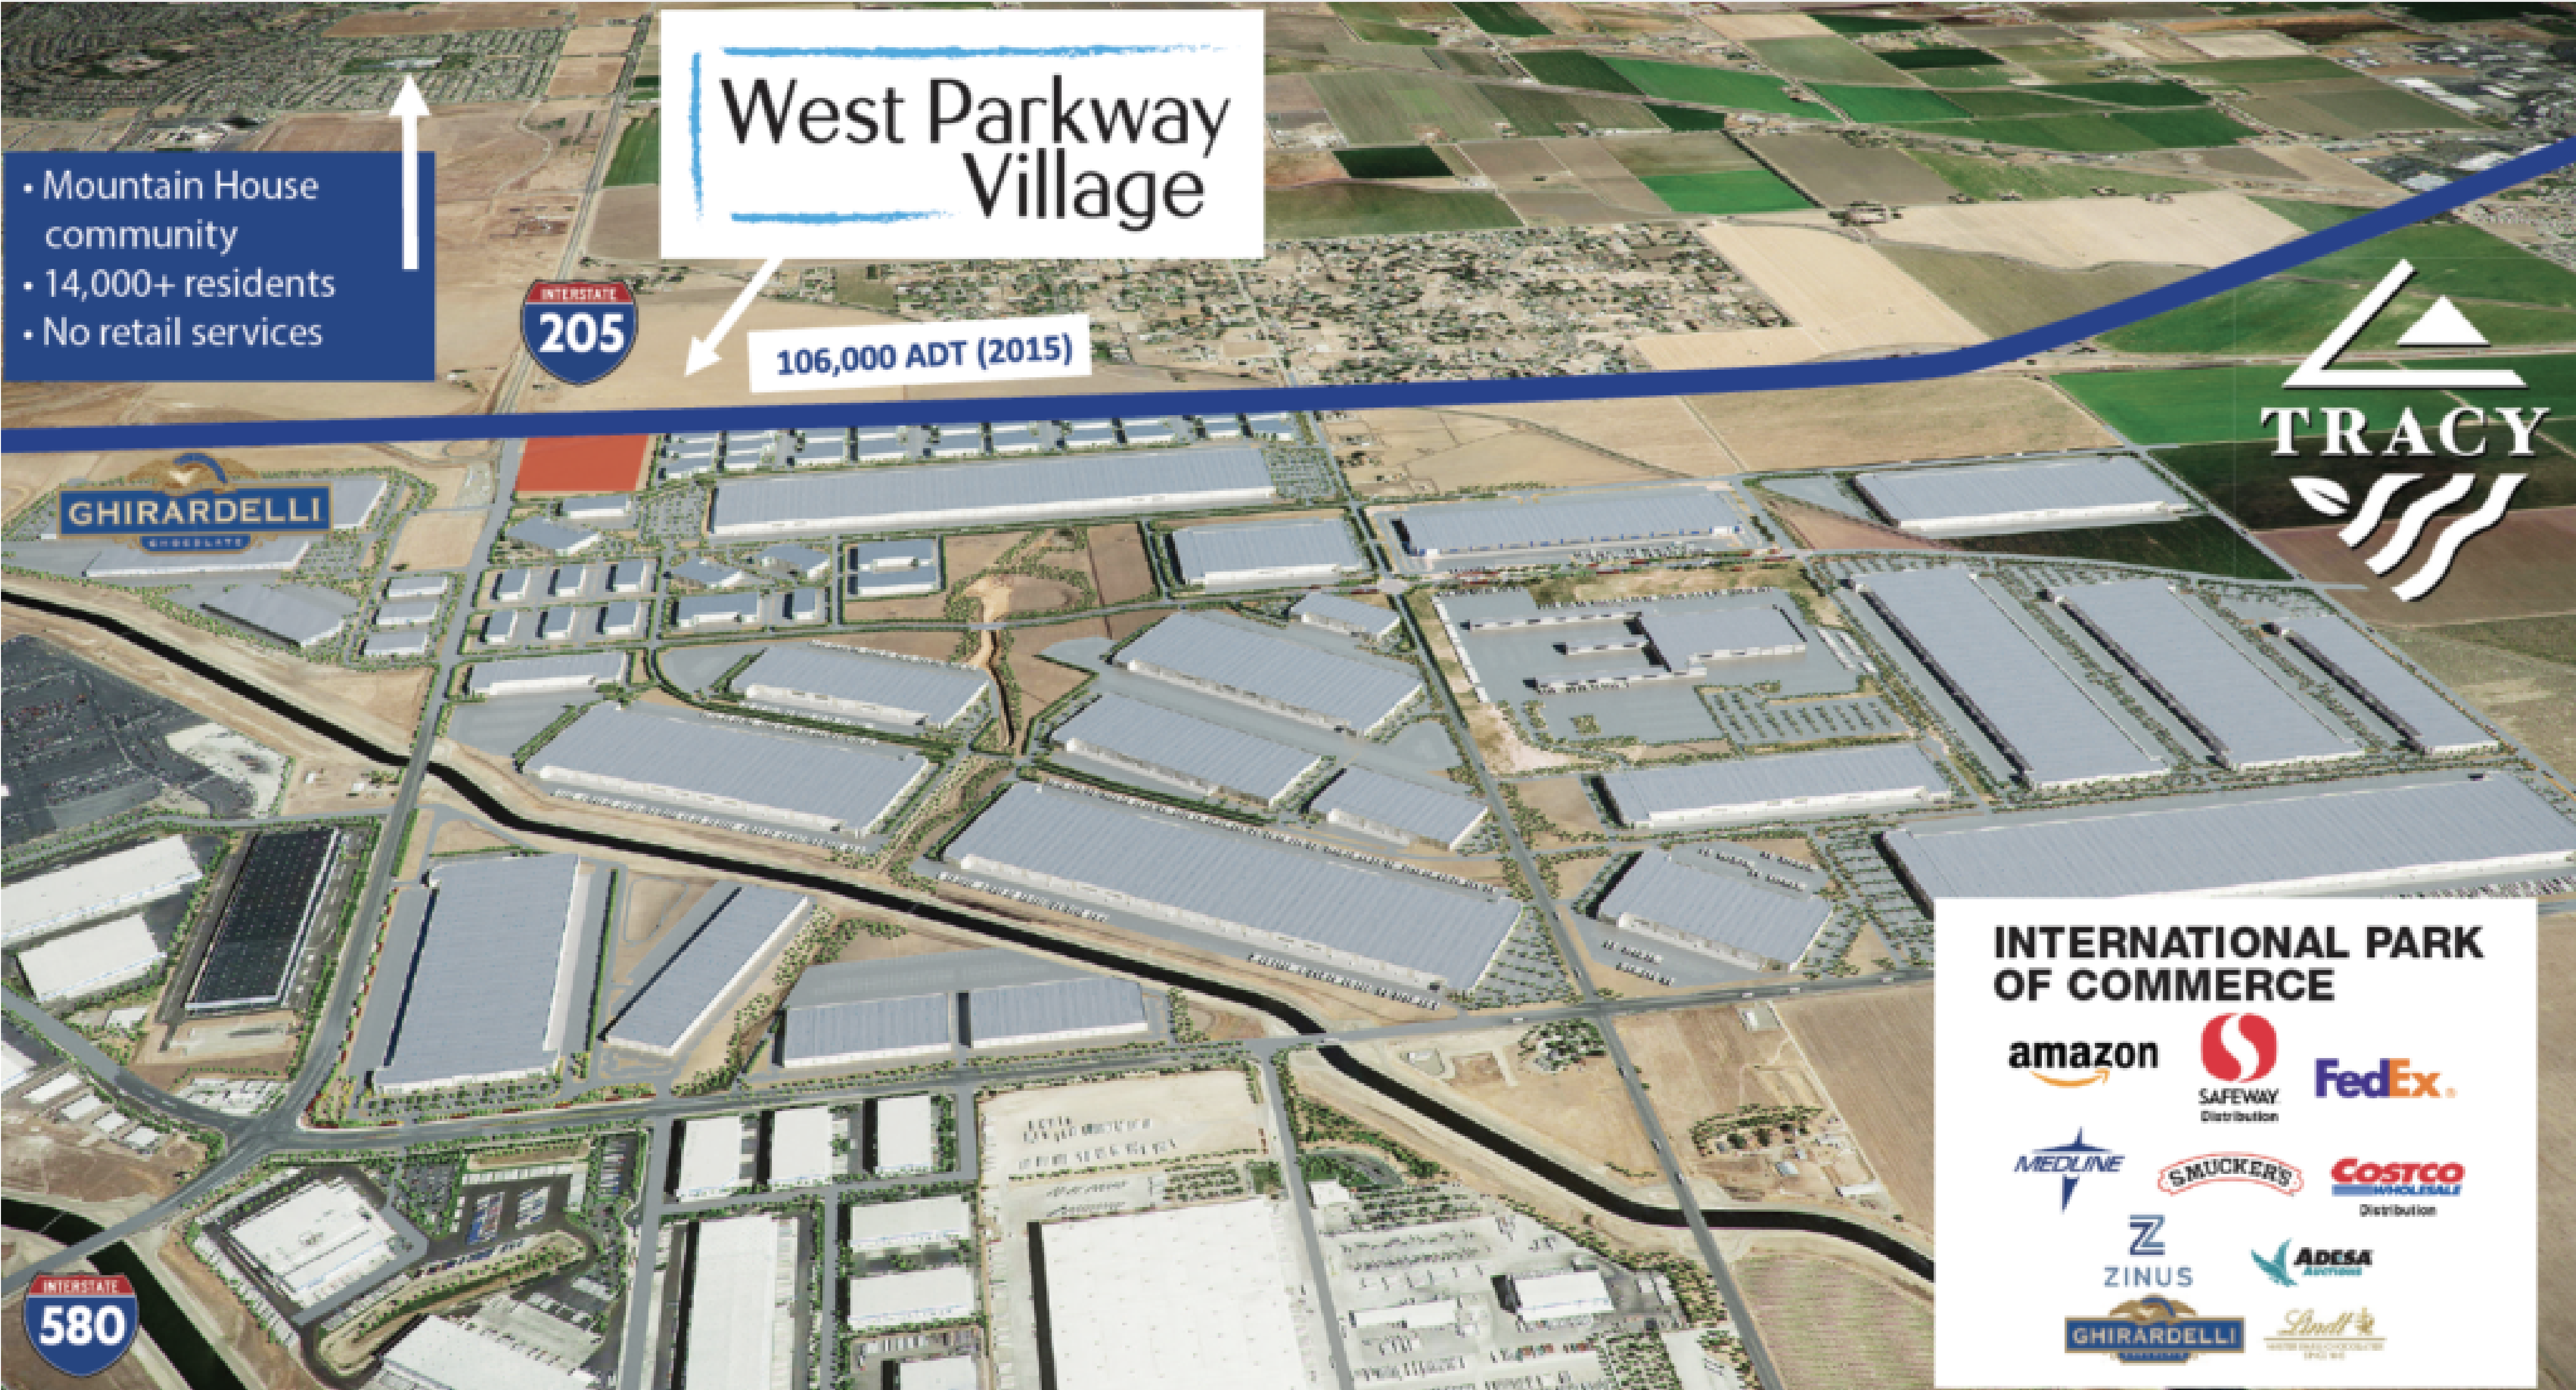 West Parkway
Village
• Mountain House
community
• 14,000+ residents
• No retail services
INTERSTATE
205
106,000 ADT (2015)
TRACY
GHIRARDELLI
CHOCOLATE
INTERNATIONAL PARK
OF COMMERCE
amazon
SAFEWAY
Distribution
FedEx®
MEDLINE
SMUCKER'S
COSTCO
WHOLESALE
Distribution
Z
ZINUS
ADESA
AUCTIONS
GHIRARDELLI
Lindt
INTERSTATE
580